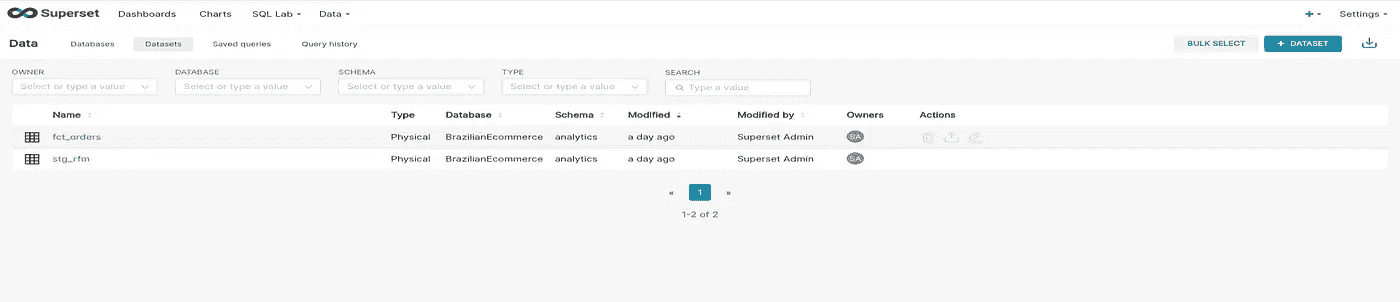 Superset Dashboards Charts SQL Lab Data Settings
Data Databases Datasets Saved queries Query history BULK SELECT + DATASET
OWNER DATABASE SCHEMA TYPE SEARCH
Select or type a value Select or type a value Select or type a value Select or type a value Type a value
Name Type Database Schema Modified Modified by Owners Actions
fct_orders Physical BrazilianEcommerce analytics a day ago Superset Admin SA
stg_rfm Physical BrazilianEcommerce analytics a day ago Superset Admin SA
« 1 »
1-2 of 2